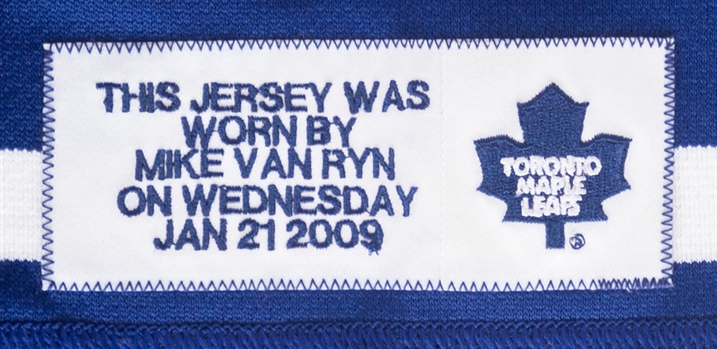 THIS JERSEY WAS
WORN BY
MIKE VAN RYN
ON WEDNESDAY
JAN 21 2009
TORONTO
MAPLE
LEAFS
®